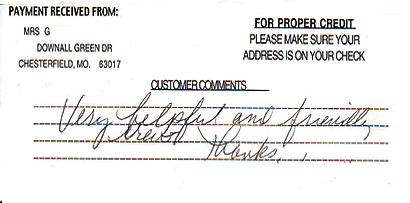 PAYMENT RECEIVED FROM:
MRS G
DOWNALL GREEN DR
CHESTERFIELD, MO. 63017
FOR PROPER CREDIT
PLEASE MAKE SURE YOUR
ADDRESS IS ON YOUR CHECK
CUSTOMER COMMENTS
Very helpful and friendly
crew. Thanks.